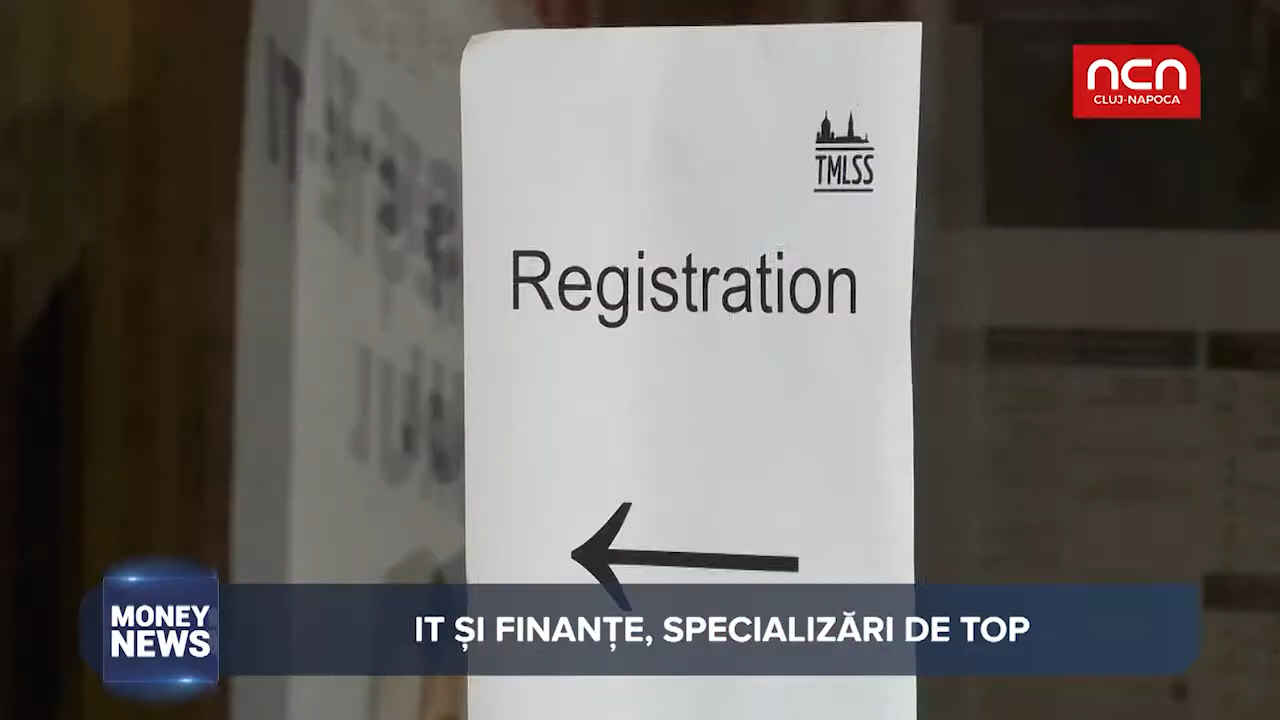 ncn
CLUJ-NAPOCA
TMLSS
Registration
MONEY
NEWS
IT ȘI FINANȚE, SPECIALIZĂRI DE TOP